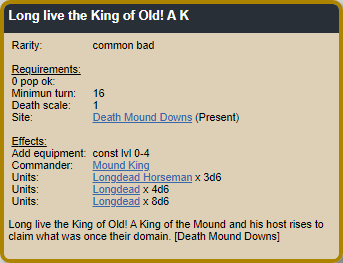 Long live the King of Old! A K
Rarity: common bad
Requirements:
0 pop ok:
Minimun turn: 16
Death scale: 1
Site: Death Mound Downs (Present)
Effects:
Add equipment: const lvl 0-4
Commander: Mound King
Units: Longdead Horseman x 3d6
Units: Longdead x 4d6
Units: Longdead x 8d6
Long live the King of Old! A King of the Mound and his host rises to
claim what was once their domain. [Death Mound Downs]